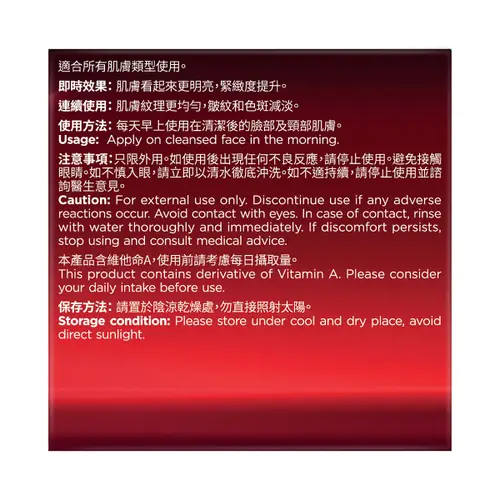 適合所有肌膚類型使用。
即時效果：肌膚看起來更明亮，緊緻度提升。
連續使用：肌膚紋理更均勻，皺紋和色斑減淡。
使用方法：每天早上使用在清潔後的臉部及頸部肌膚。
Usage: Apply on cleansed face in the morning.
注意事項：只限外用。如使用後出現任何不良反應，請停止使用。避免接觸
眼睛。如不慎入眼，請立即以清水徹底沖洗。如不適持續，請停止使用並諮
詢醫生意見。
Caution: For external use only. Discontinue use if any adverse
reactions occur. Avoid contact with eyes. In case of contact, rinse
with water thoroughly and immediately. If discomfort persists,
stop using and consult medical advice.
本產品含維他命A，使用前請考慮每日攝取量。
This product contains derivative of Vitamin A. Please consider
your daily intake before use.
保存方法：請置於陰涼乾燥處，勿直接照射太陽。
Storage condition: Please store under cool and dry place, avoid
direct sunlight.